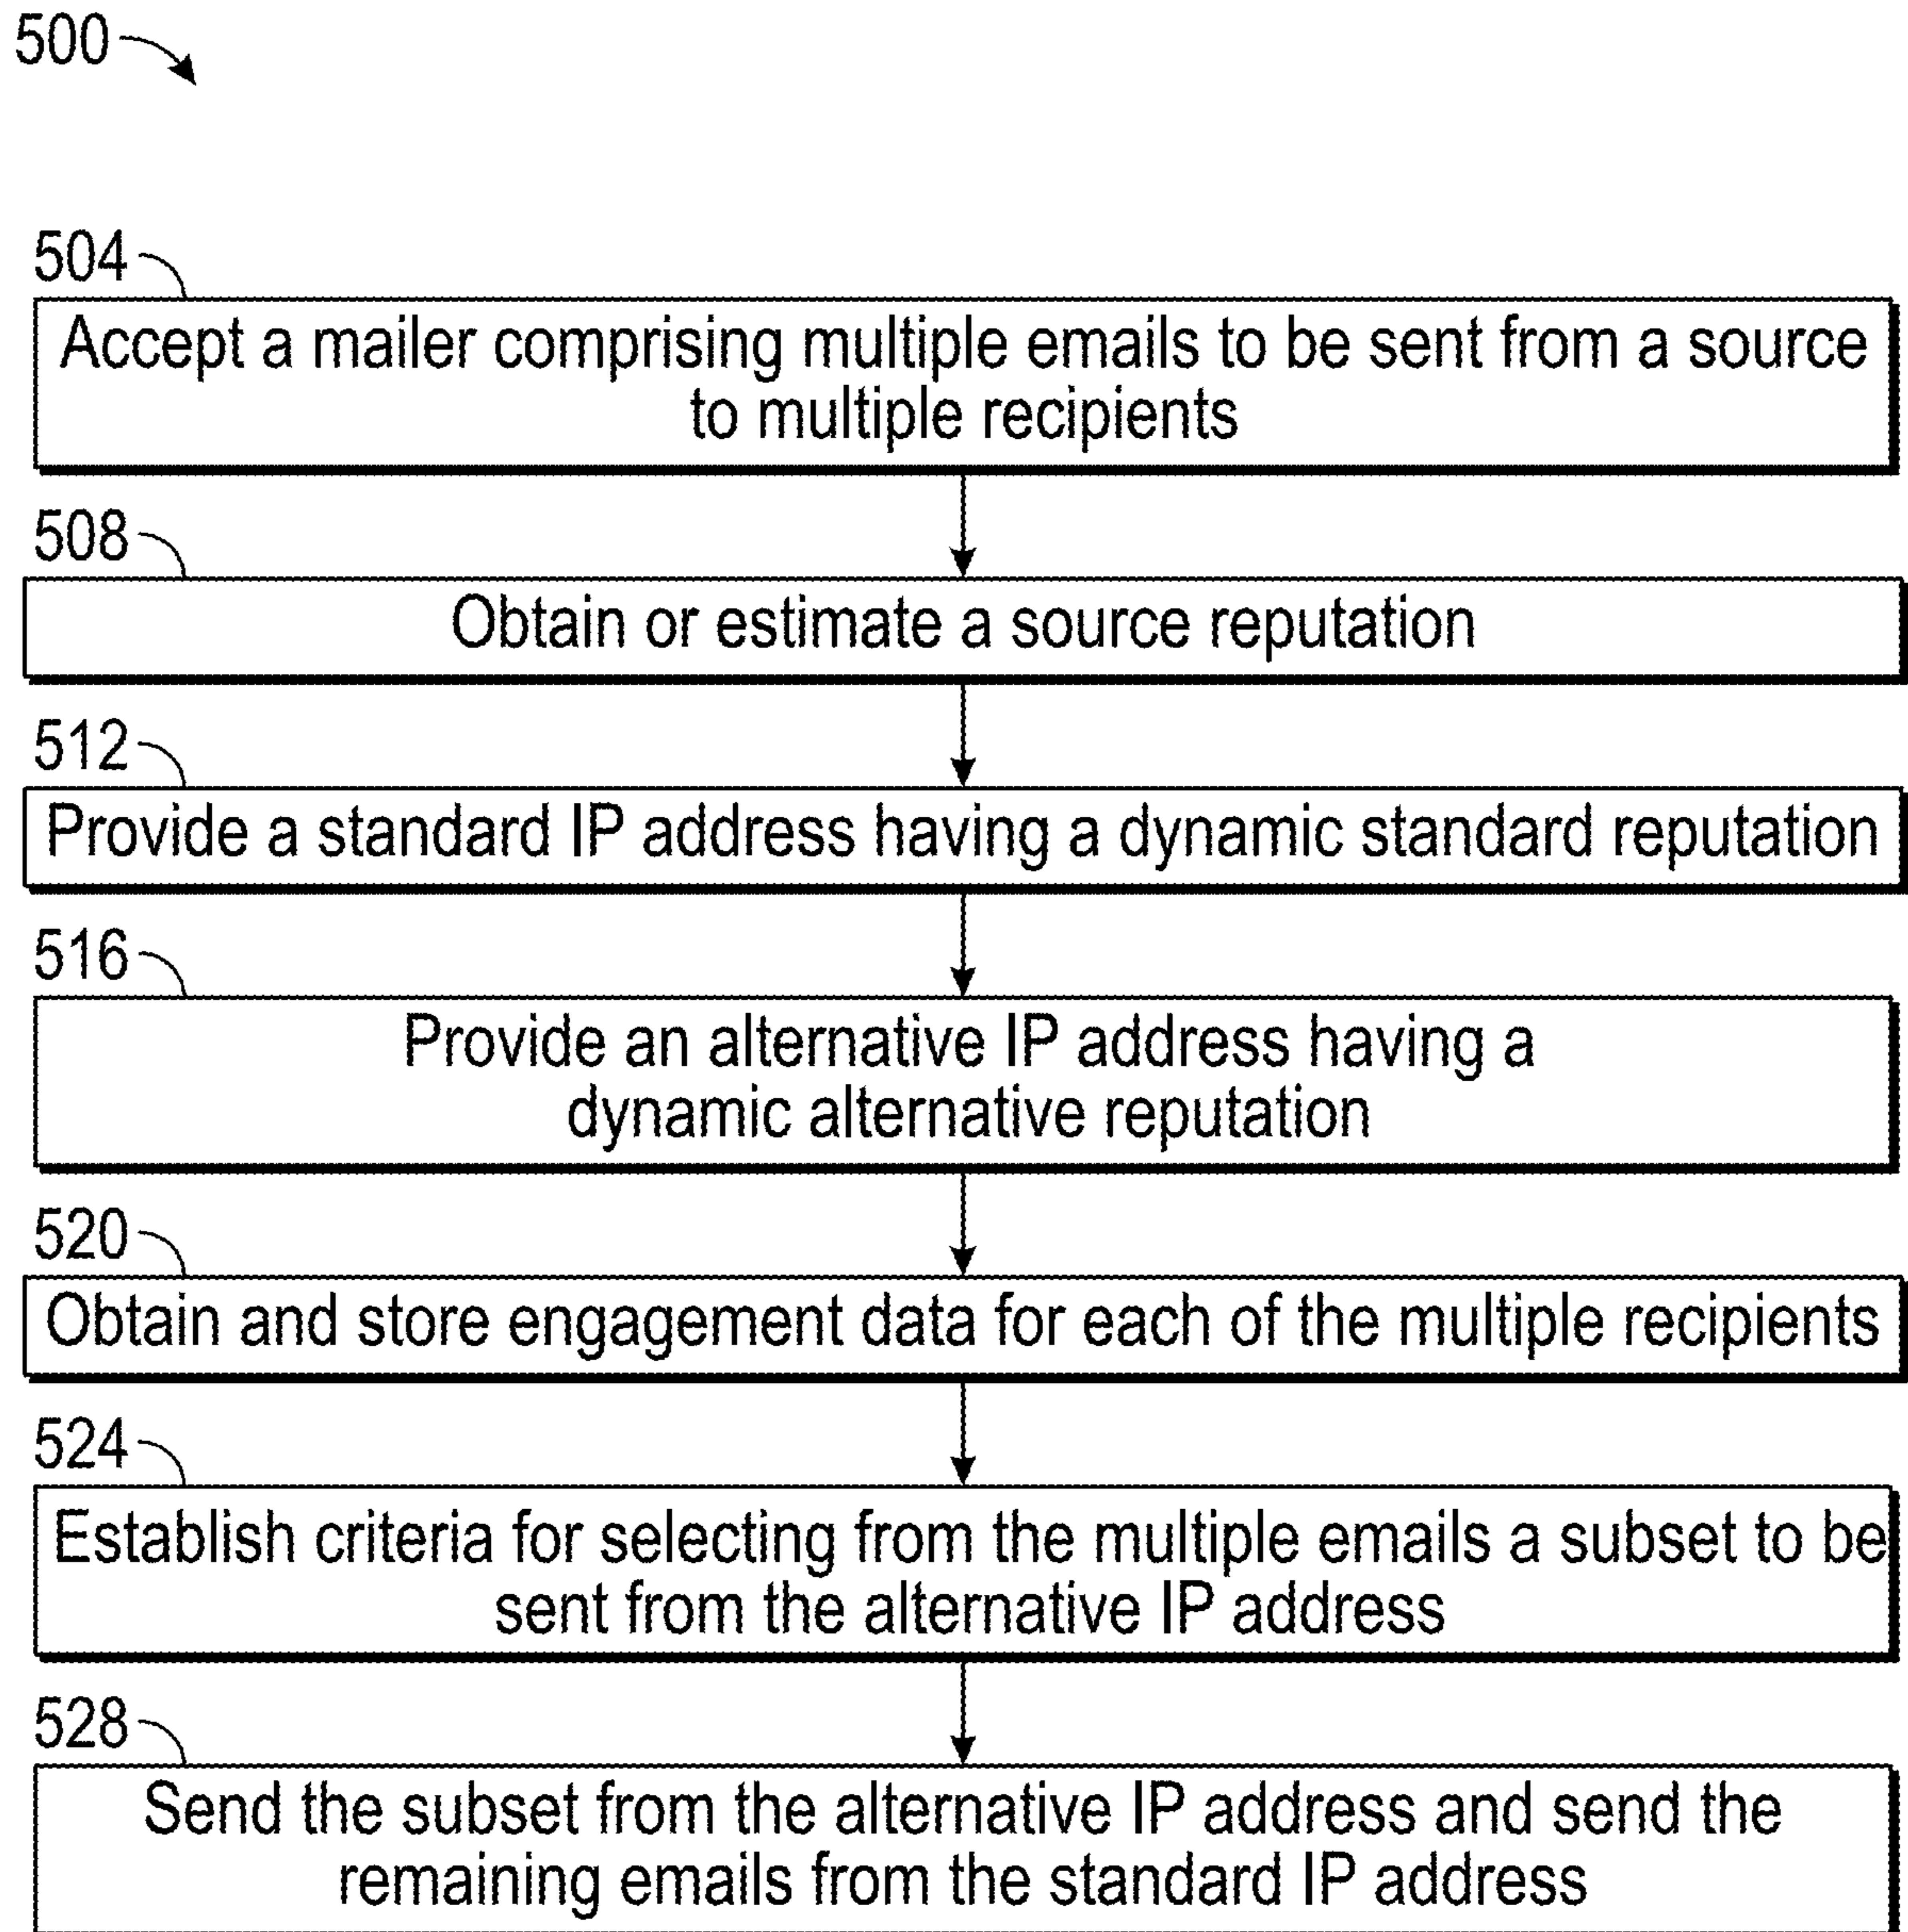 500
504
Accept a mailer comprising multiple emails to be sent from a source
to multiple recipients
508
Obtain or estimate a source reputation
512
Provide a standard IP address having a dynamic standard reputation
516
Provide an alternative IP address having a
dynamic alternative reputation
520
Obtain and store engagement data for each of the multiple recipients
524
Establish criteria for selecting from the multiple emails a subset to be
sent from the alternative IP address
528
Send the subset from the alternative IP address and send the
remaining emails from the standard IP address